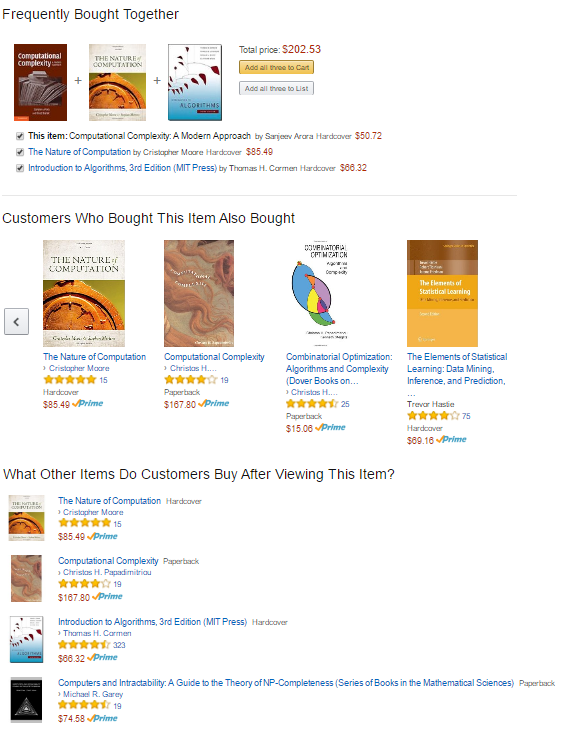 Frequently Bought Together
Computational
Complexity
THE NATURE of
COMPUTATION
ALGORITHMS
+
+
Total price: $202.53
Add all three to Cart
Add all three to List
This item: Computational Complexity: A Modern Approach by Sanjeev Arora Hardcover $50.72
The Nature of Computation by Cristopher Moore Hardcover $85.49
Introduction to Algorithms, 3rd Edition (MIT Press) by Thomas H. Cormen Hardcover $66.32
Customers Who Bought This Item Also Bought
THE NATURE of
COMPUTATION
COMBINATORIAL
OPTIMIZATION
Algorithms
and
Complexity
The Elements of
Statistical Learning
The Nature of Computation
› Cristopher Moore
15
Hardcover
$85.49 Prime
Computational Complexity
› Christos H....
19
Paperback
$167.80 Prime
Combinatorial Optimization:
Algorithms and Complexity
(Dover Books on…
› Christos H....
25
Paperback
$15.06 Prime
The Elements of Statistical
Learning: Data Mining,
Inference, and Prediction,
…
Trevor Hastie
75
Hardcover
$69.16 Prime
What Other Items Do Customers Buy After Viewing This Item?
The Nature of Computation Hardcover
› Cristopher Moore
15
$85.49 Prime
Computational Complexity Paperback
› Christos H. Papadimitriou
19
$167.80 Prime
Introduction to Algorithms, 3rd Edition (MIT Press) Hardcover
› Thomas H. Cormen
323
$66.32 Prime
Computers and Intractability: A Guide to the Theory of NP-Completeness (Series of Books in the Mathematical Sciences) Paperback
› Michael R. Garey
19
$74.58 Prime